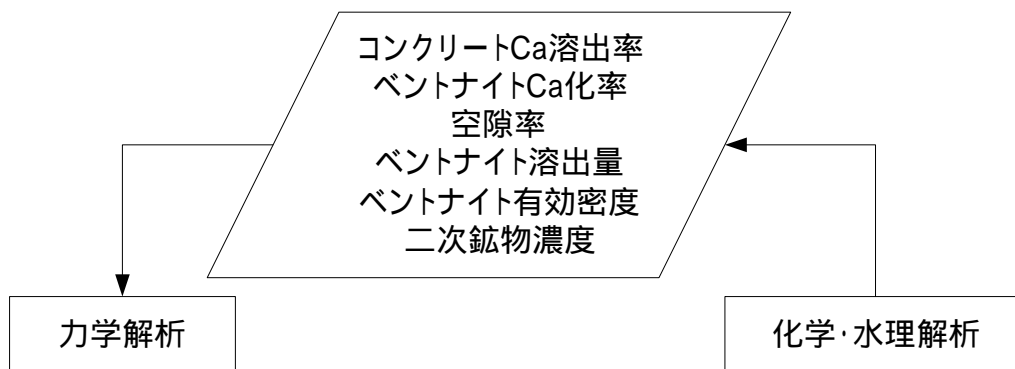 コンクリートCa溶出率
ベントナイトCa化率
空隙率
ベントナイト溶出量
ベントナイト有効密度
二次鉱物濃度
力学解析
化学・水理解析